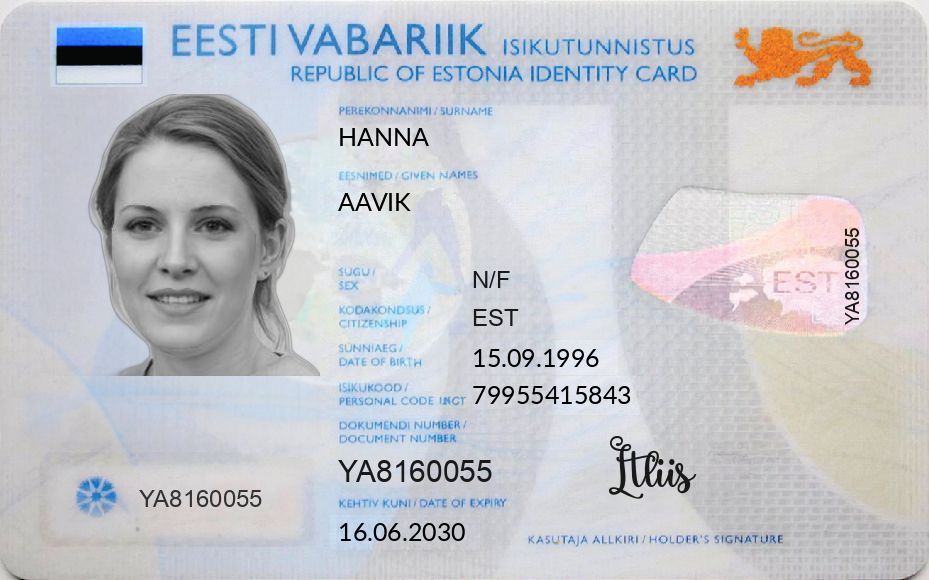 EESTI VABARIIK ISIKUTUNNISTUS
REPUBLIC OF ESTONIA IDENTITY CARD
PEREKONNANIMI / SURNAME
HANNA
EESNIMED / GIVEN NAMES
AAVIK
SUGU / SEX N/F
KODAKONDSUS / CITIZENSHIP EST
SÜNNIAEG / DATE OF BIRTH 15.09.1996
ISIKUKOOD / PERSONAL CODE 79955415843
DOKUMENDI NUMBER / DOCUMENT NUMBER
YA8160055
KEHTIV KUNI / DATE OF EXPIRY
16.06.2030
YA8160055
EST
YA8160055
KASUTAJA ALLKIRI / HOLDER'S SIGNATURE